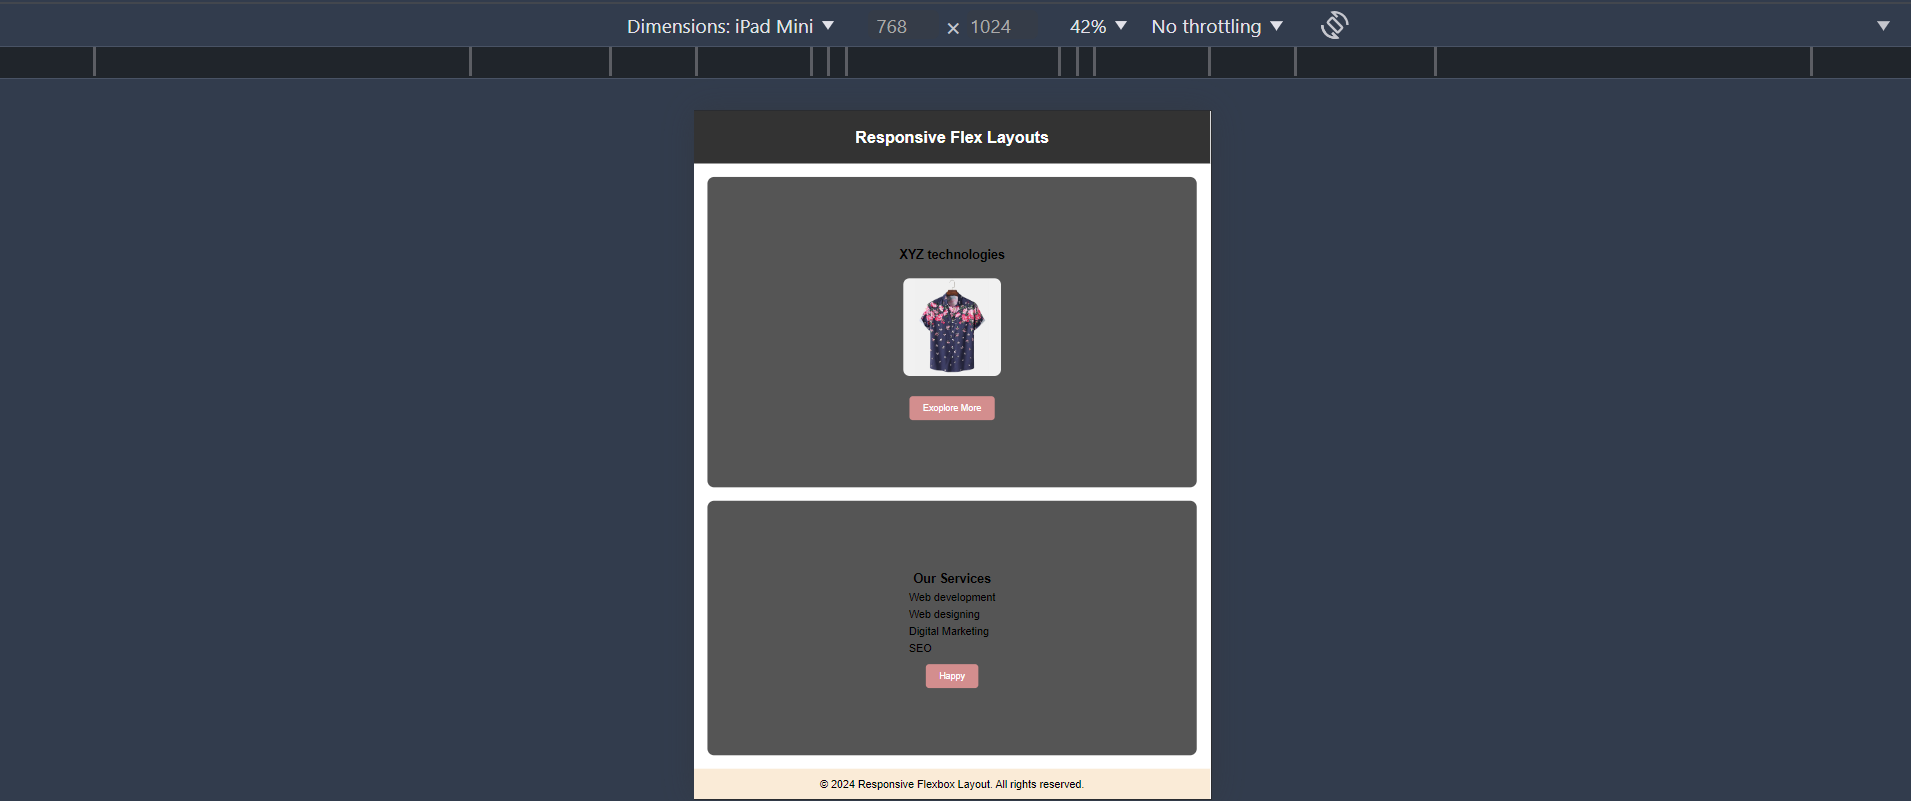 Dimensions: iPad Mini ▼ 768 × 1024 42% ▼ No throttling ▼
Responsive Flex Layouts
XYZ technologies
Exoplore More
Our Services
Web development
Web designing
Digital Marketing
SEO
Happy
© 2024 Responsive Flexbox Layout. All rights reserved.